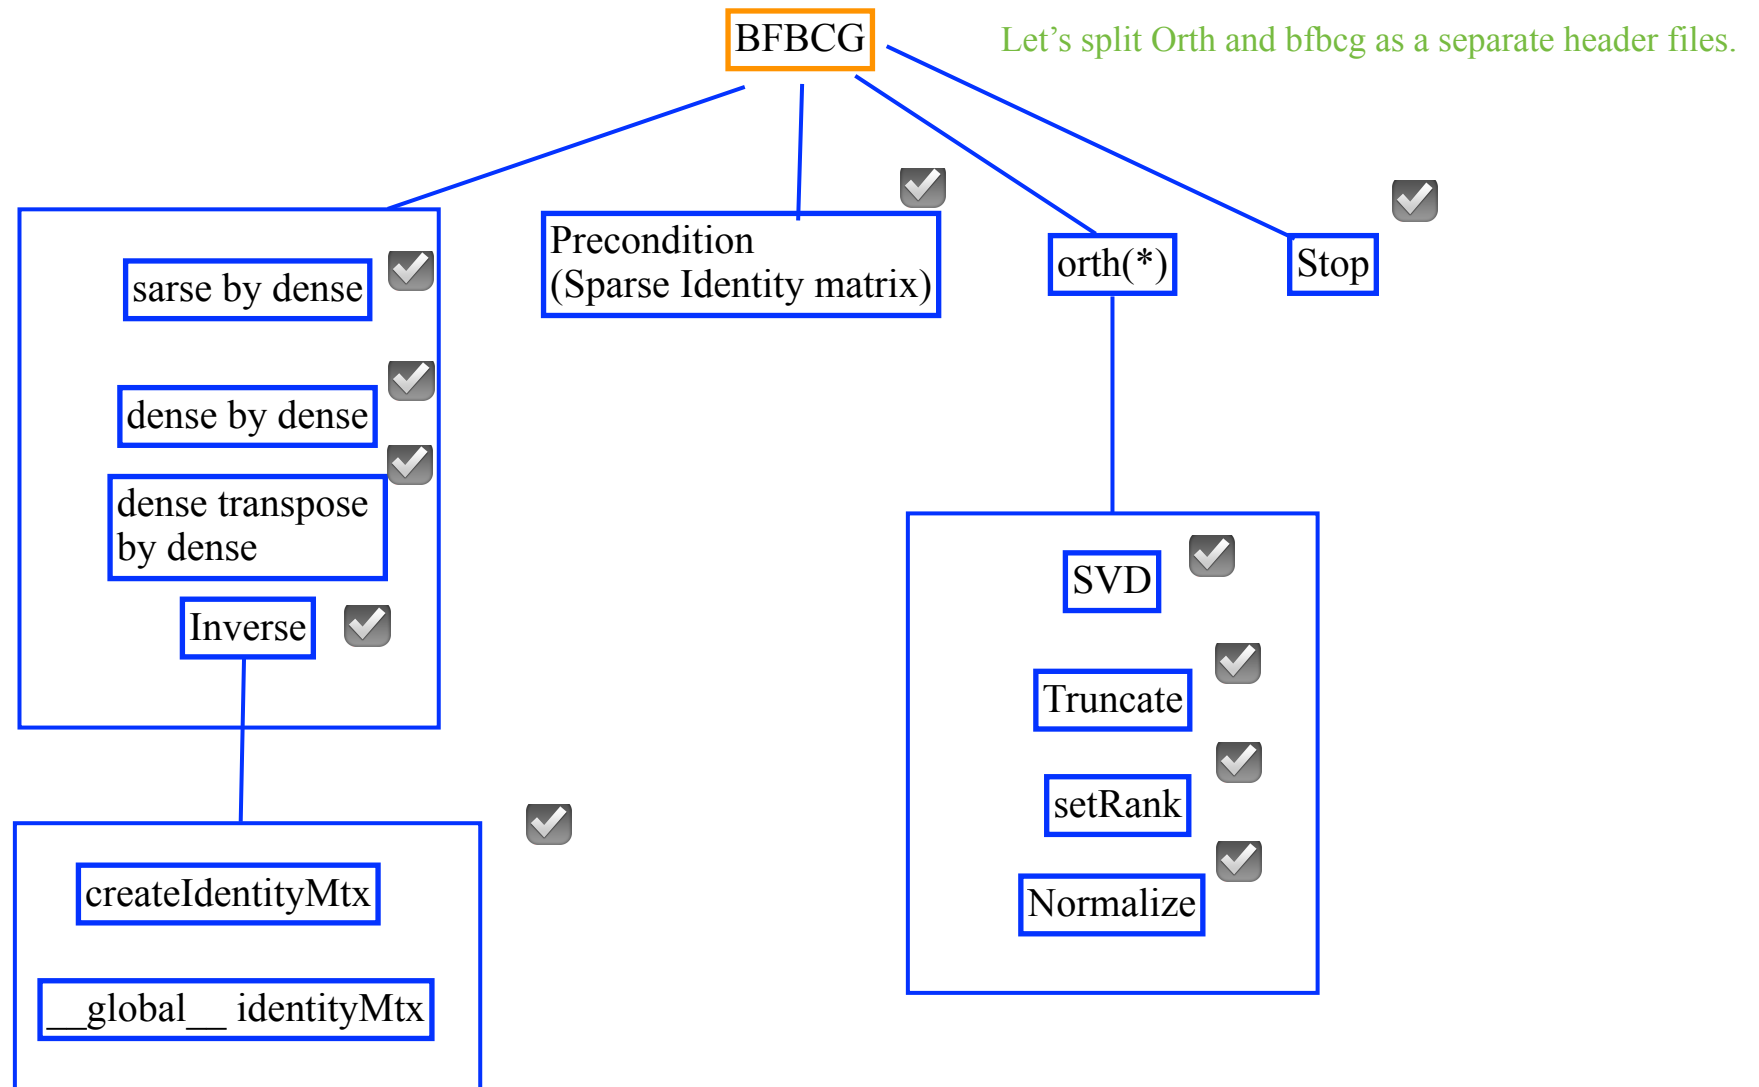 BFBCG
Let’s split Orth and bfbcg as a separate header files.
sarse by dense
dense by dense
dense transpose
by dense
Inverse
createIdentityMtx
__global__ identityMtx
Precondition
(Sparse Identity matrix)
orth(*)
SVD
Truncate
setRank
Normalize
Stop